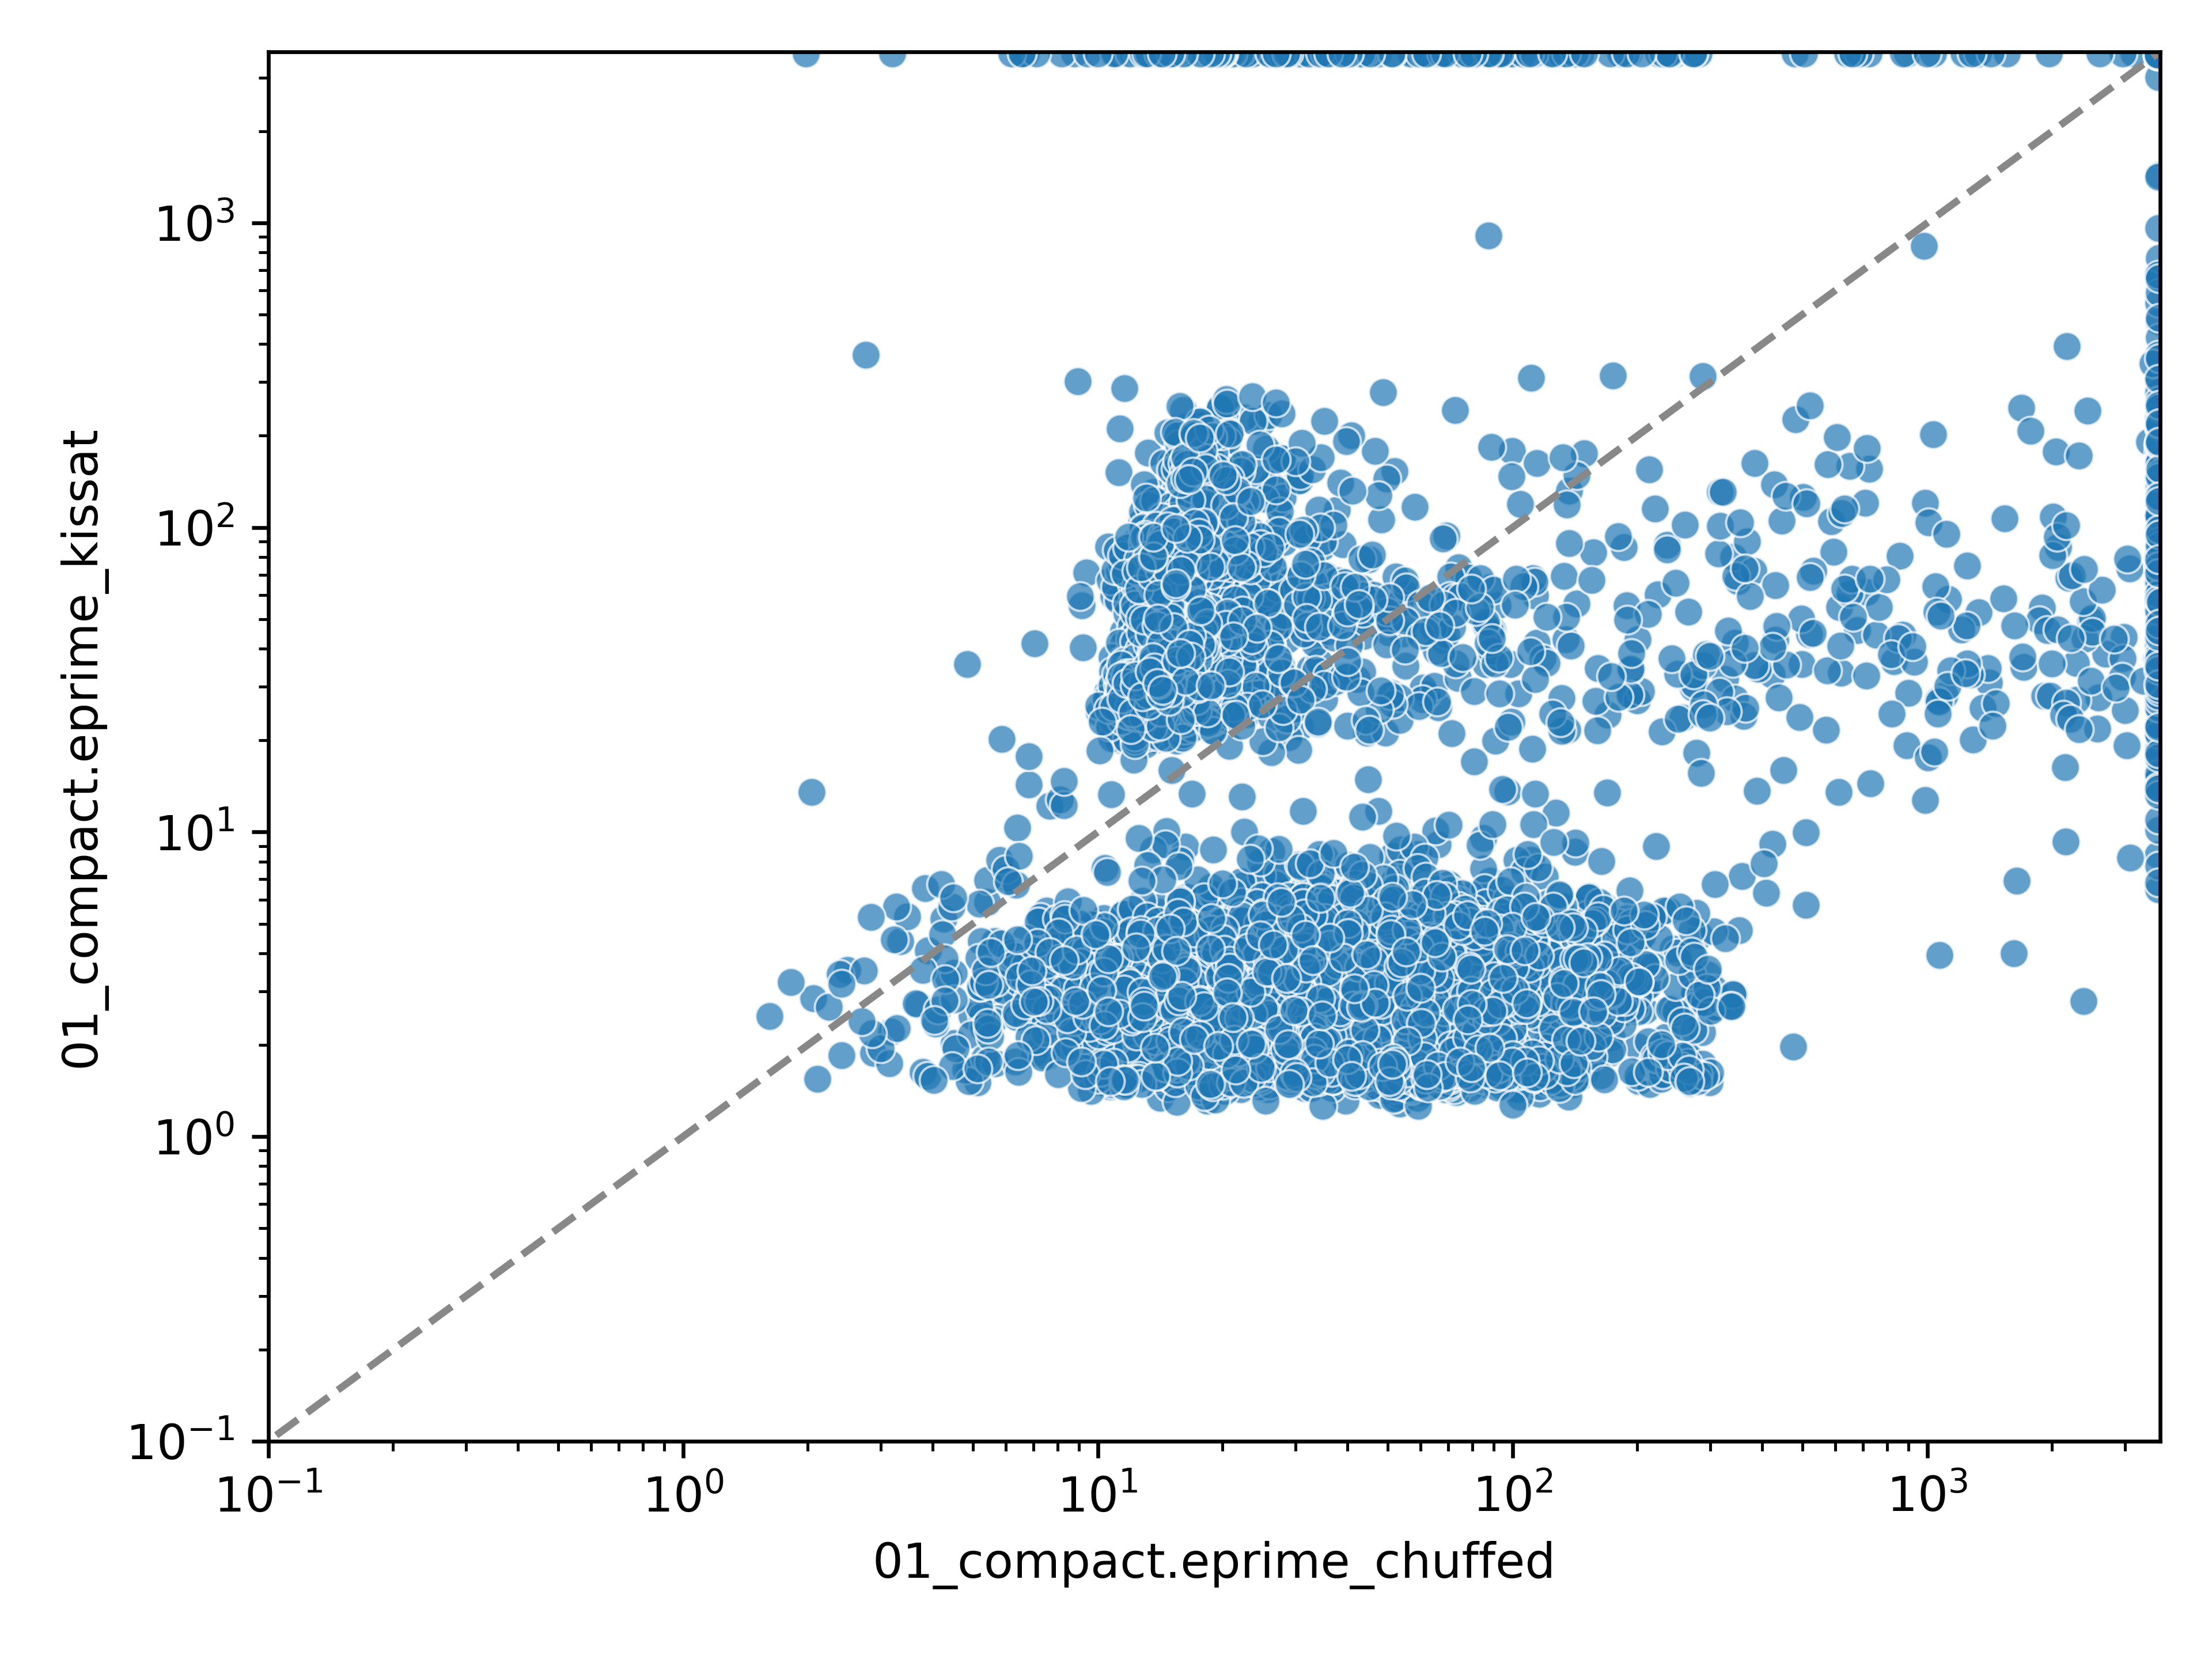 10³
10²
10¹
10⁰
10⁻¹
01_compact.eprime_kissat
10⁻¹ 10⁰ 10¹ 10² 10³
01_compact.eprime_chuffed